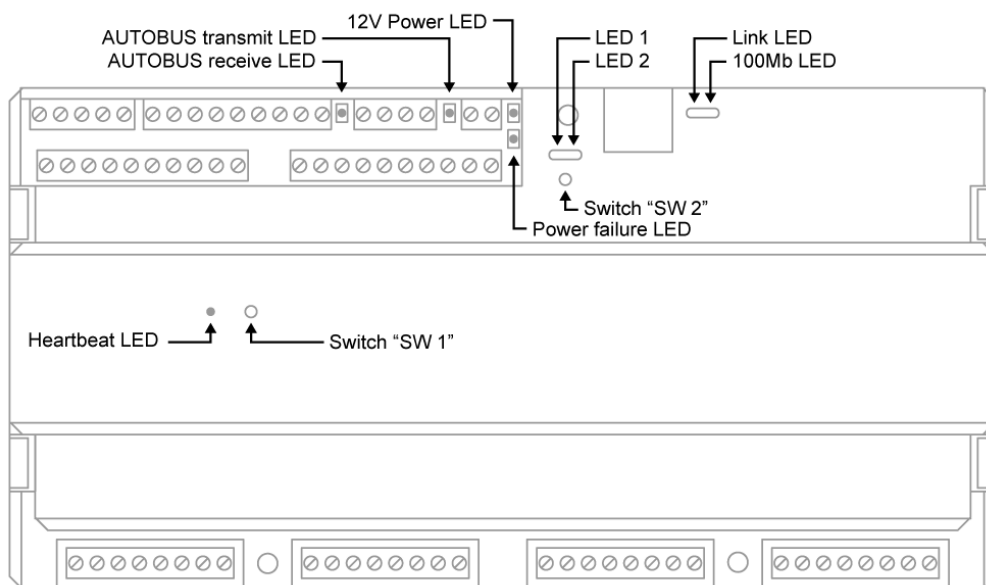 12V Power LED
AUTOBUS transmit LED
AUTOBUS receive LED
LED 1
LED 2
Link LED
100Mb LED
Switch “SW 2”
Power failure LED
Heartbeat LED
Switch “SW 1”